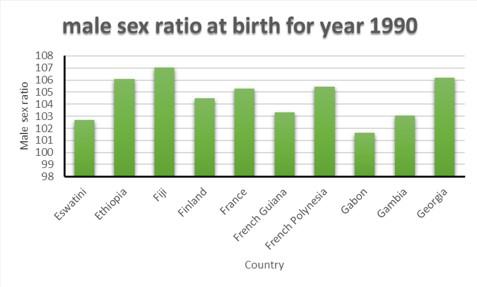 male sex ratio at birth for year 1990
108
107
106
105
104
103
102
101
100
99
98
Male sex ratio
Eswatini
Ethiopia
Fiji
Finland
France
French Guiana
French Polynesia
Gabon
Gambia
Georgia
Country